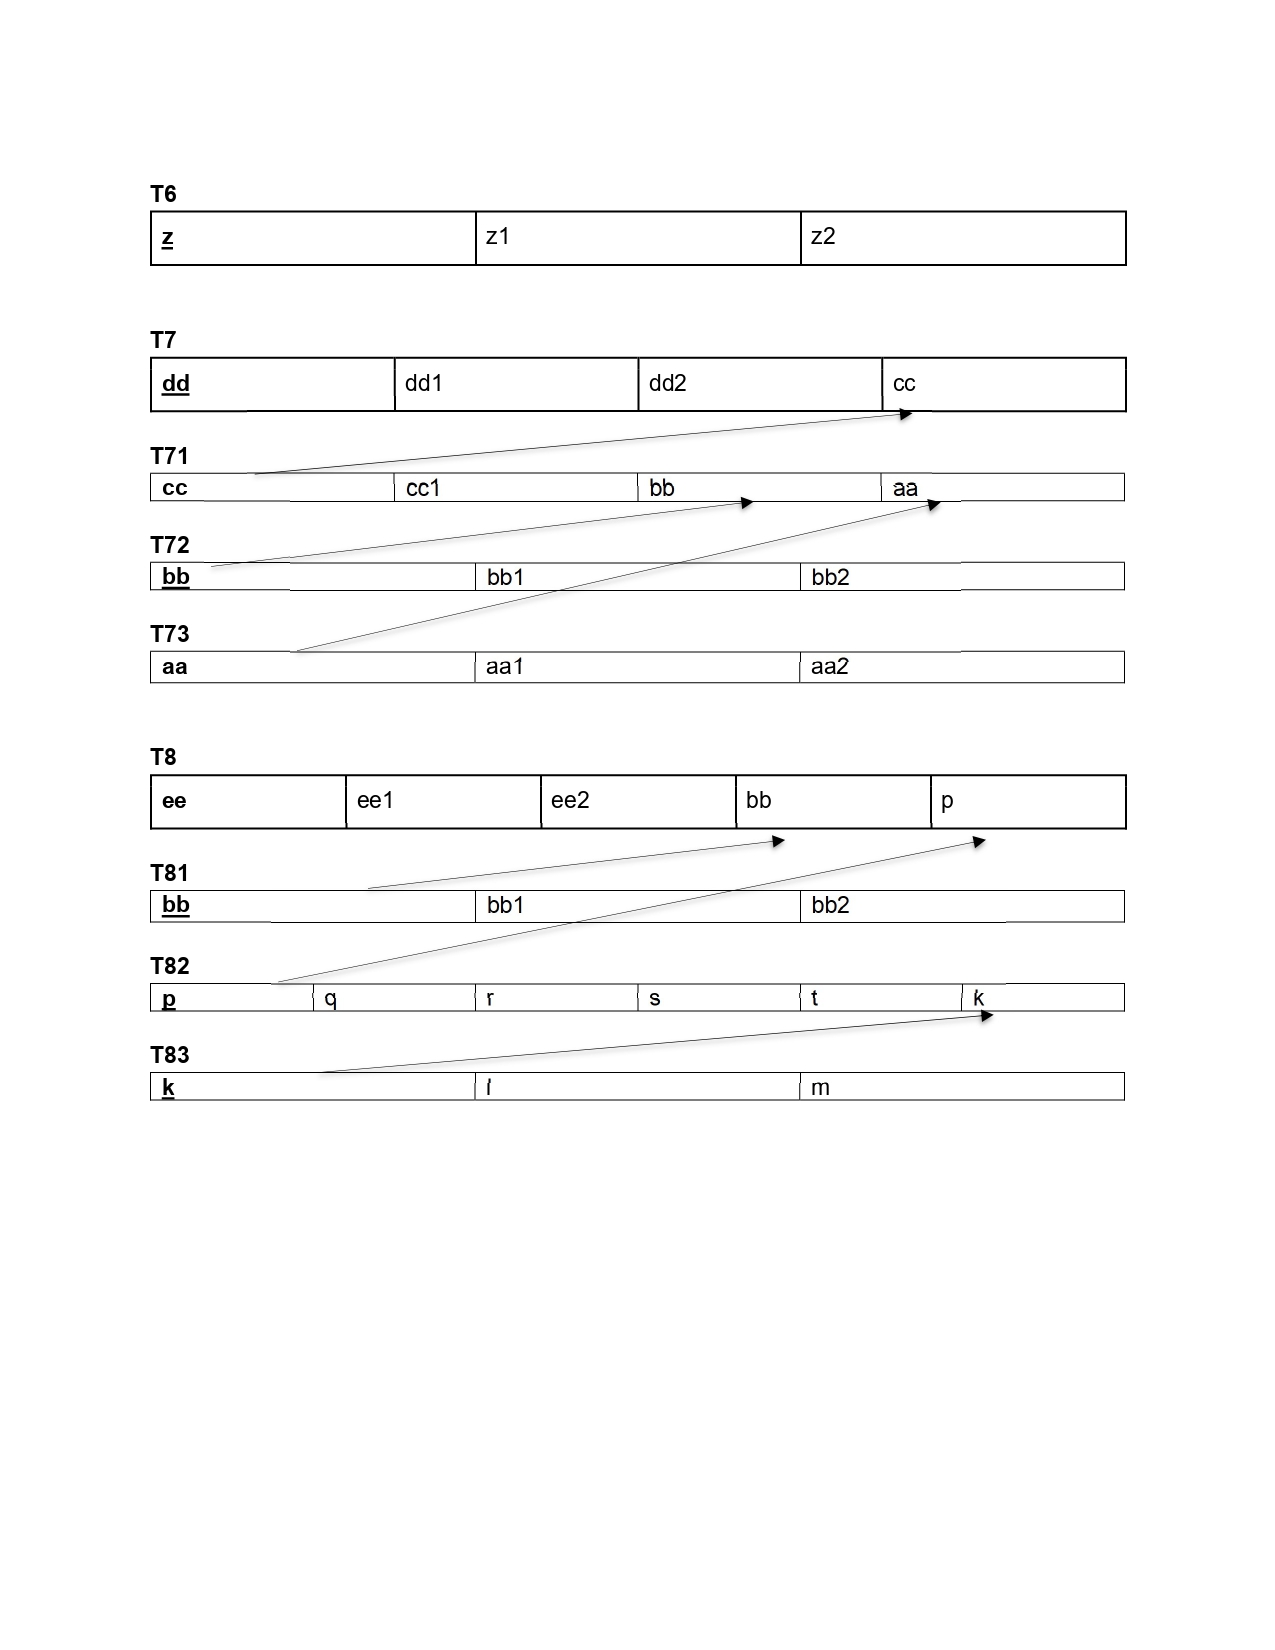 T6
z z1 z2
T7
dd dd1 dd2 cc
T71
cc cc1 bb aa
T72
bb bb1 bb2
T73
aa aa1 aa2
T8
ee ee1 ee2 bb p
T81
bb bb1 bb2
T82
p q r s t k
T83
k l m